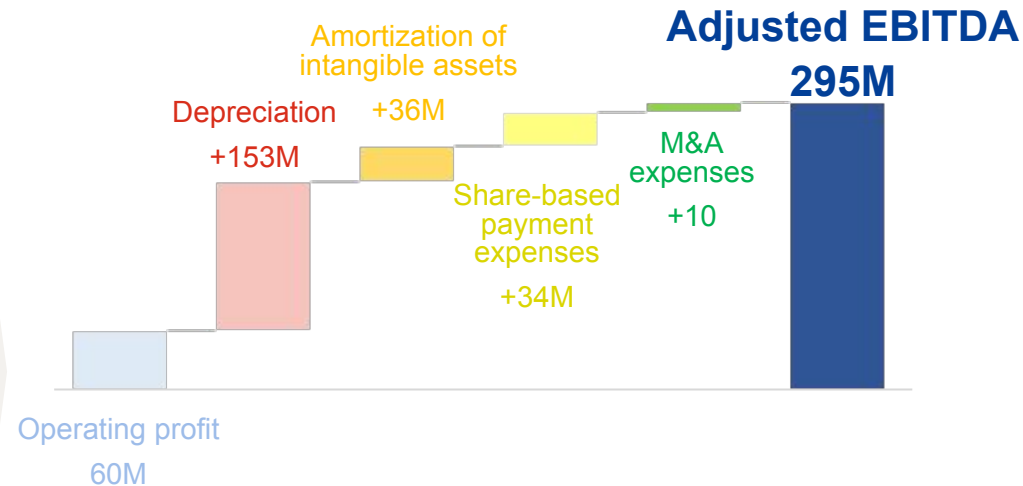 Adjusted EBITDA
295M
Amortization of
intangible assets
+36M
Depreciation
+153M
M&A
expenses
+10
Share-based
payment
expenses
+34M
Operating profit
60M